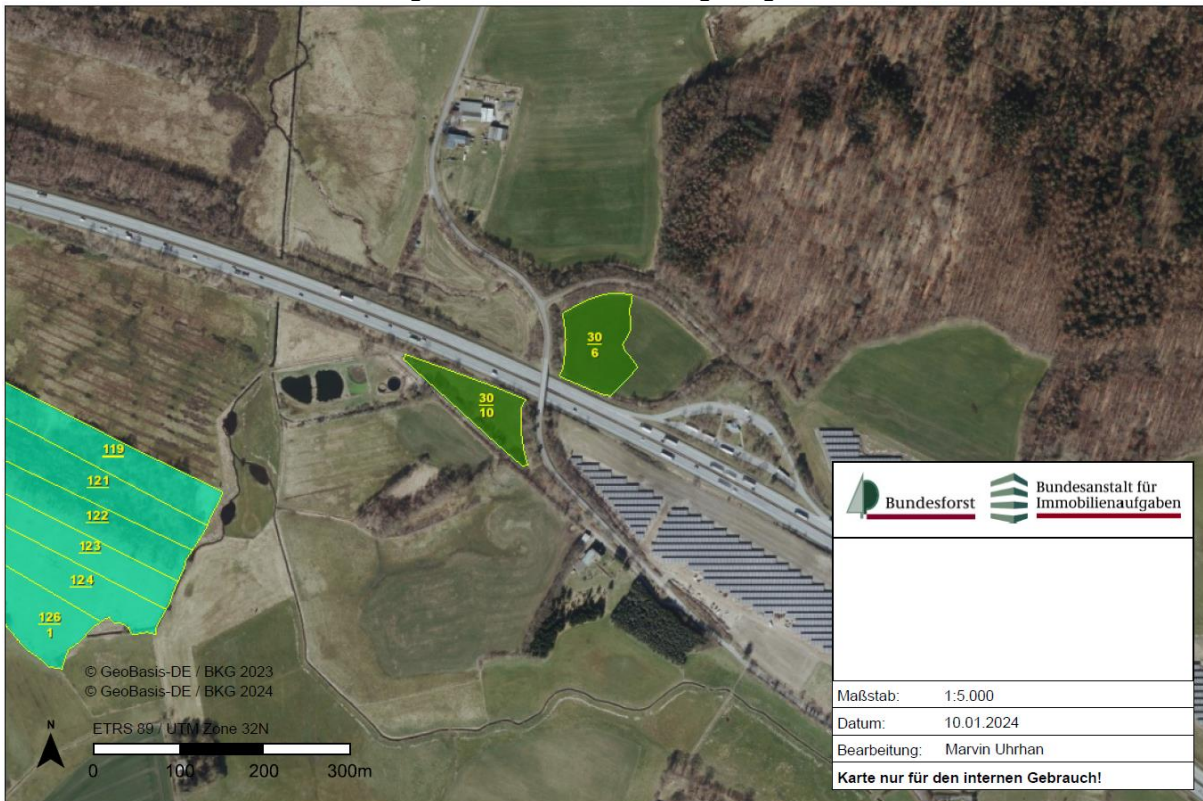 30
6
30
10
119
121
122
123
124
126
1
© GeoBasis-DE / BKG 2023
© GeoBasis-DE / BKG 2024
ETRS 89 / UTM Zone 32N
N
0 100 200 300m
Bundesforst
Bundesanstalt für
Immobilienaufgaben
Maßstab: 1:5.000
Datum: 10.01.2024
Bearbeitung: Marvin Uhrhan
Karte nur für den internen Gebrauch!